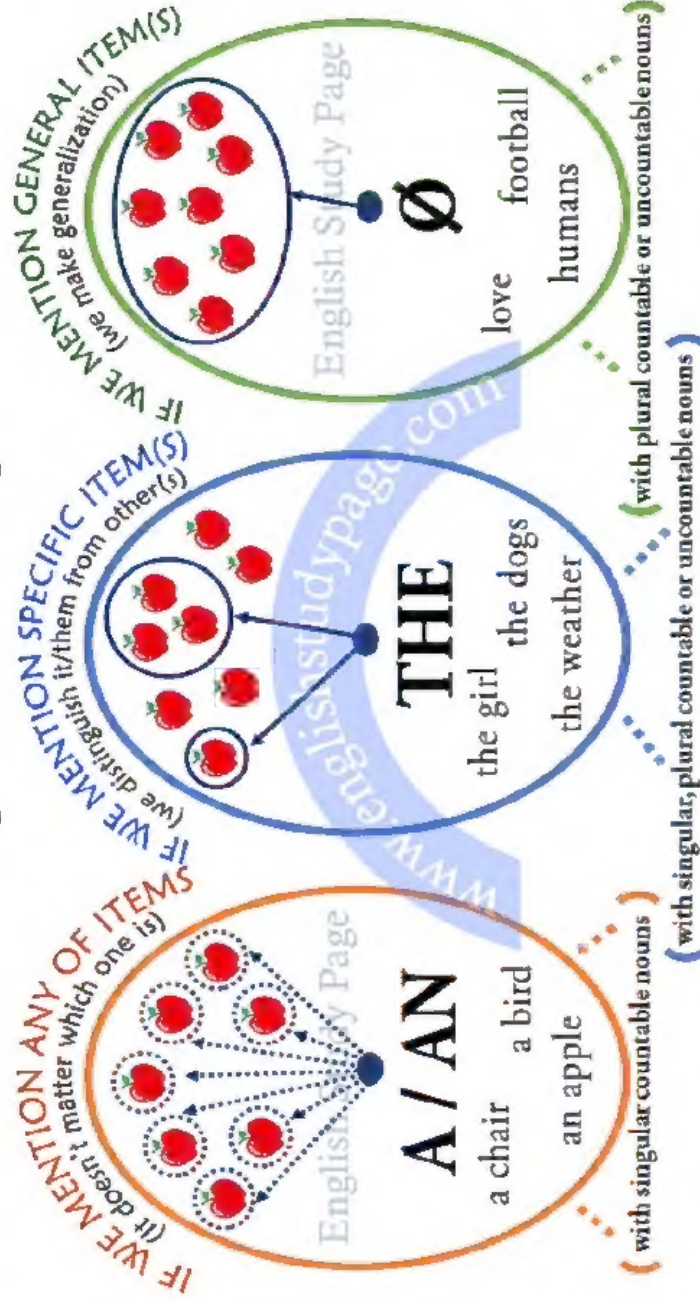 IF WE MENTION ANY OF ITEMS
(it doesn't matter which one is)
English Study Page
A / AN
a chair
a bird
an apple
(with singular countable nouns)
IF WE MENTION SPECIFIC ITEM(S)
(we distinguish it/them from other(s)
www.englishstudypage.com
THE
the girl
the dogs
the weather
(with singular, plural countable or uncountable nouns)
IF WE MENTION GENERAL ITEM(S)
(we make generalization)
English Study Page
Ø
love
football
humans
(with plural countable or uncountable nouns)